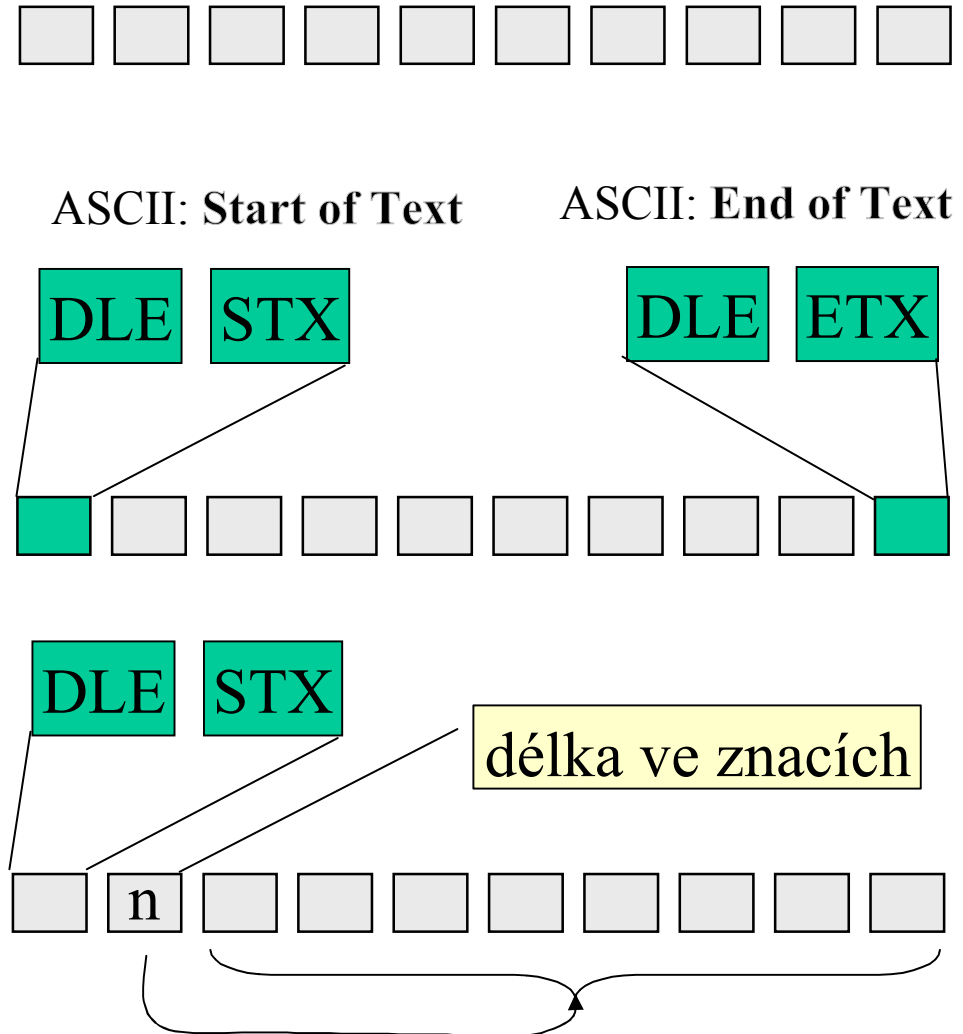 ASCII: Start of Text
ASCII: End of Text
DLE STX
DLE ETX
DLE STX
délka ve znacích
n